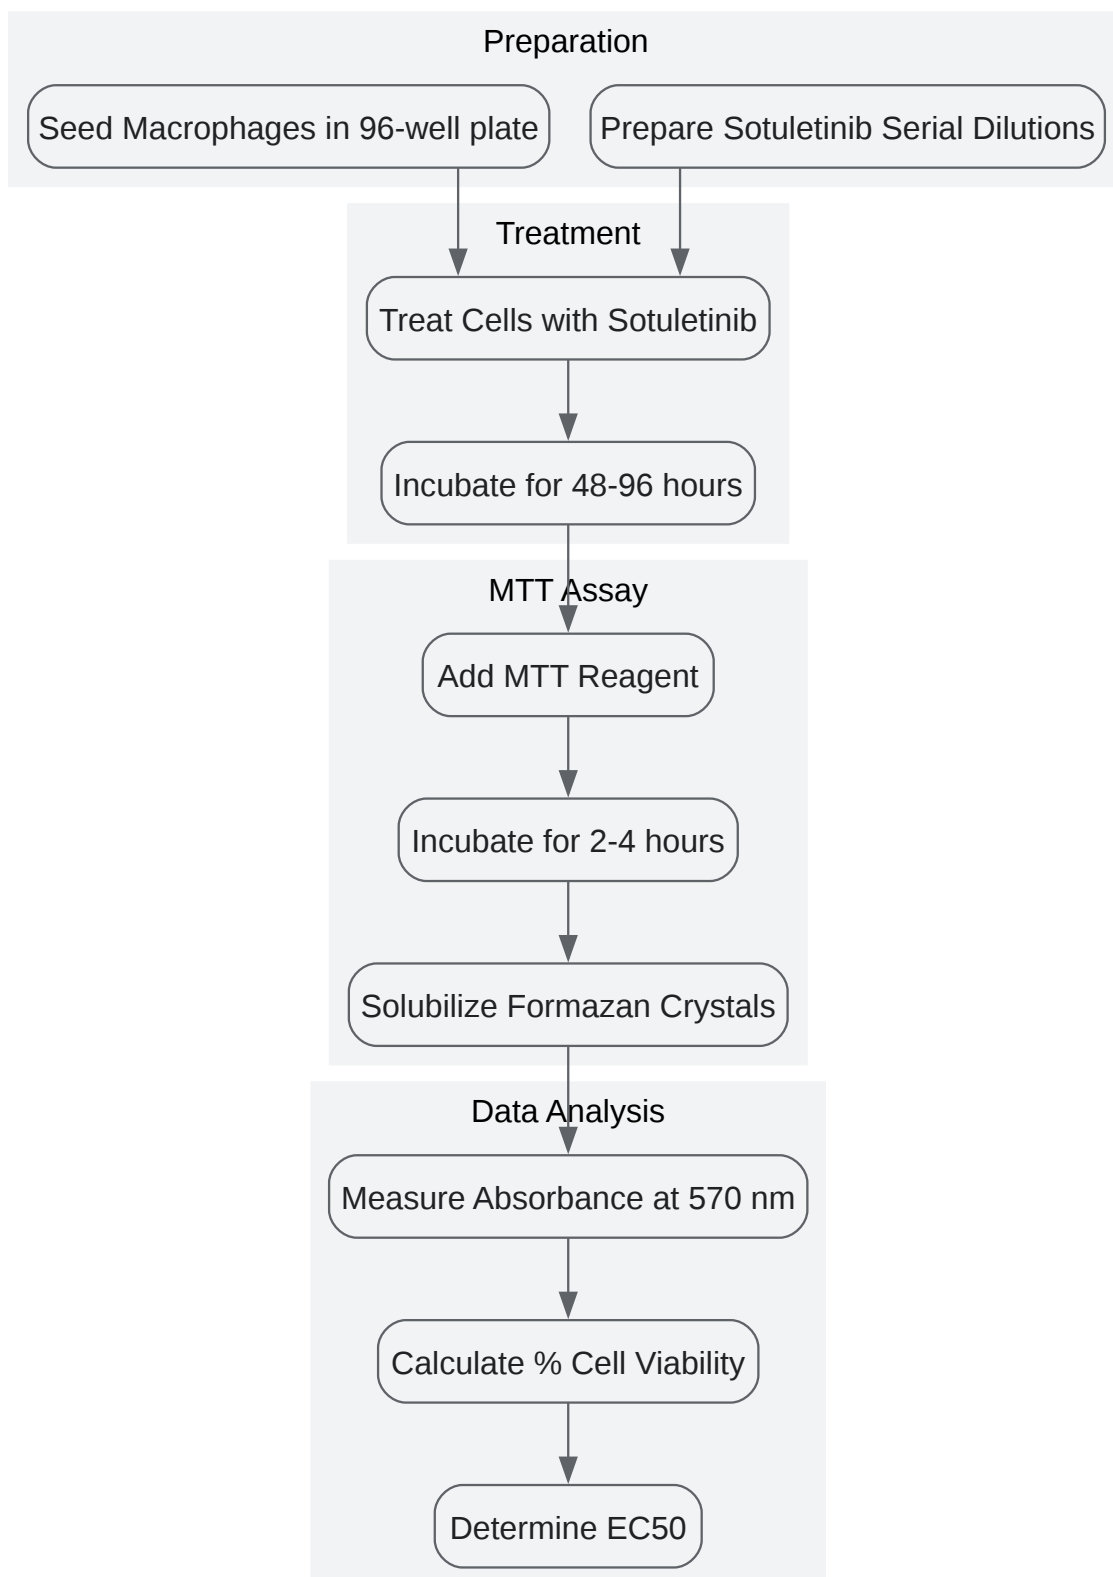 Preparation
Seed Macrophages in 96-well plate
Prepare Sotuletinib Serial Dilutions
Treatment
Treat Cells with Sotuletinib
Incubate for 48-96 hours
MTT Assay
Add MTT Reagent
Incubate for 2-4 hours
Solubilize Formazan Crystals
Data Analysis
Measure Absorbance at 570 nm
Calculate % Cell Viability
Determine EC50